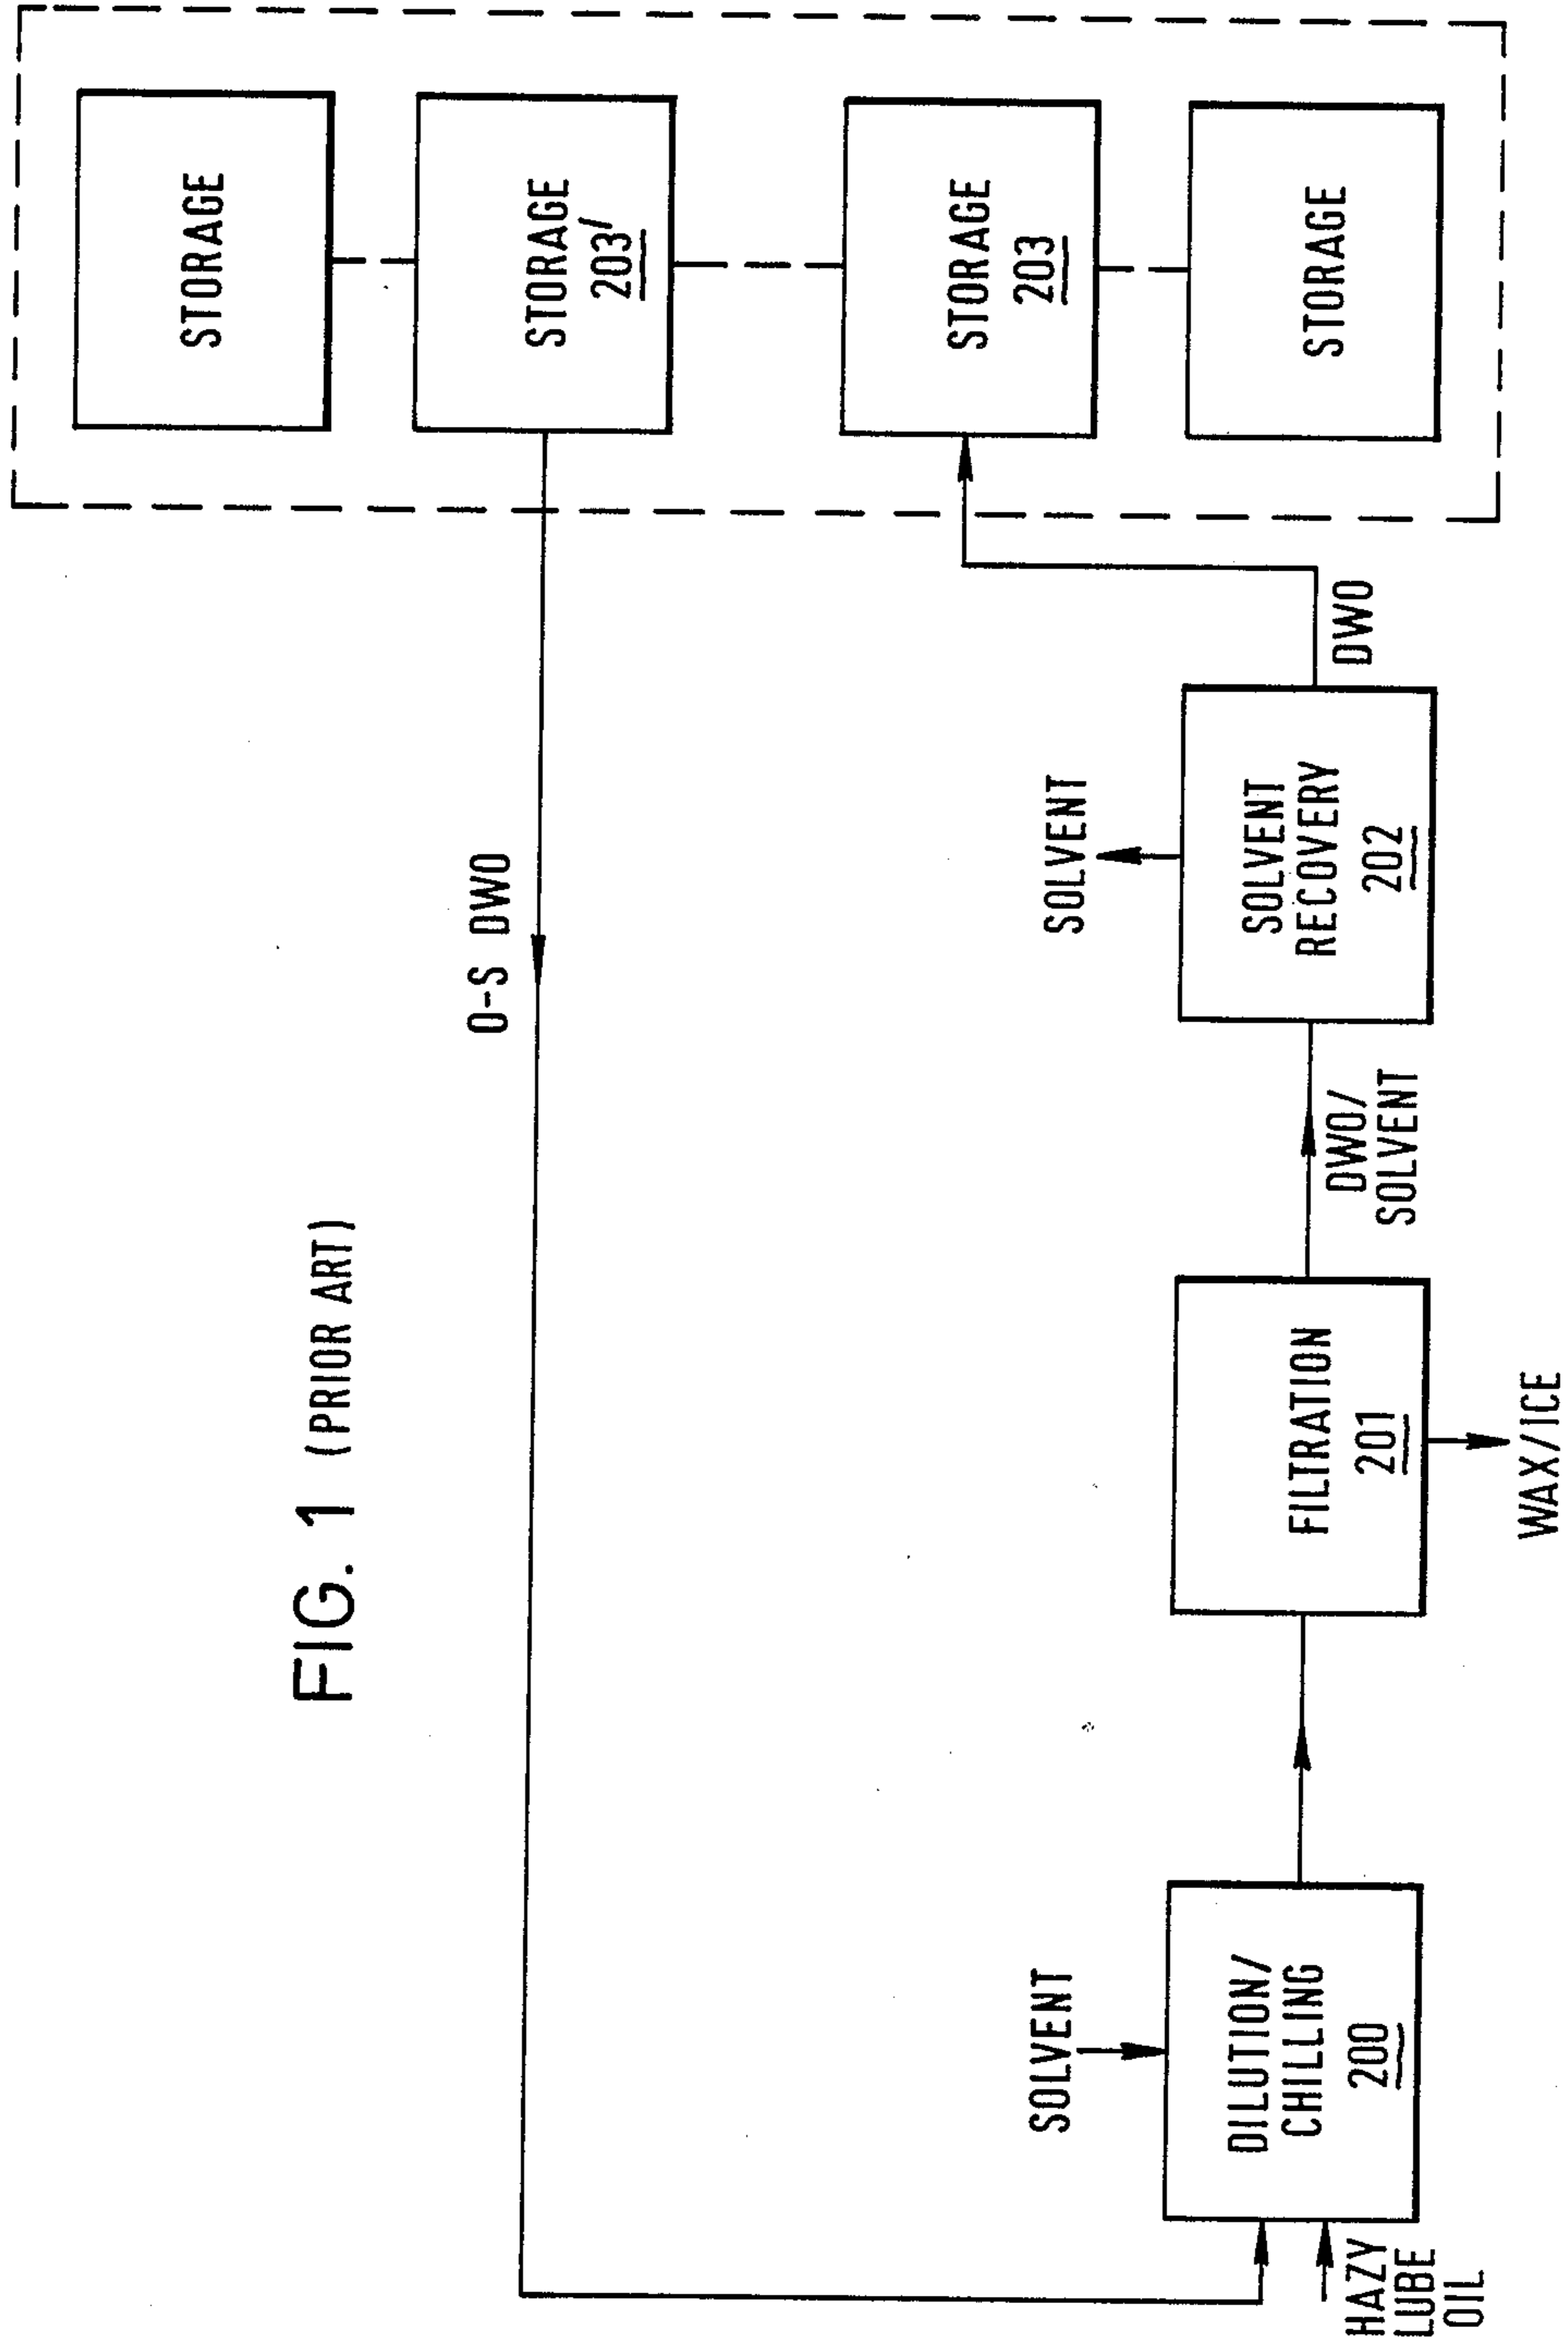 FIG. 1 (PRIOR ART)
O-S DWO
STORAGE
STORAGE
203'
STORAGE
203
STORAGE
SOLVENT
DILUTION/
CHILLING
200
HAZY
LUBE
OIL
FILTRATION
201
WAX/ICE
DWO/
SOLVENT
SOLVENT
SOLVENT
RECOVERY
202
DWO